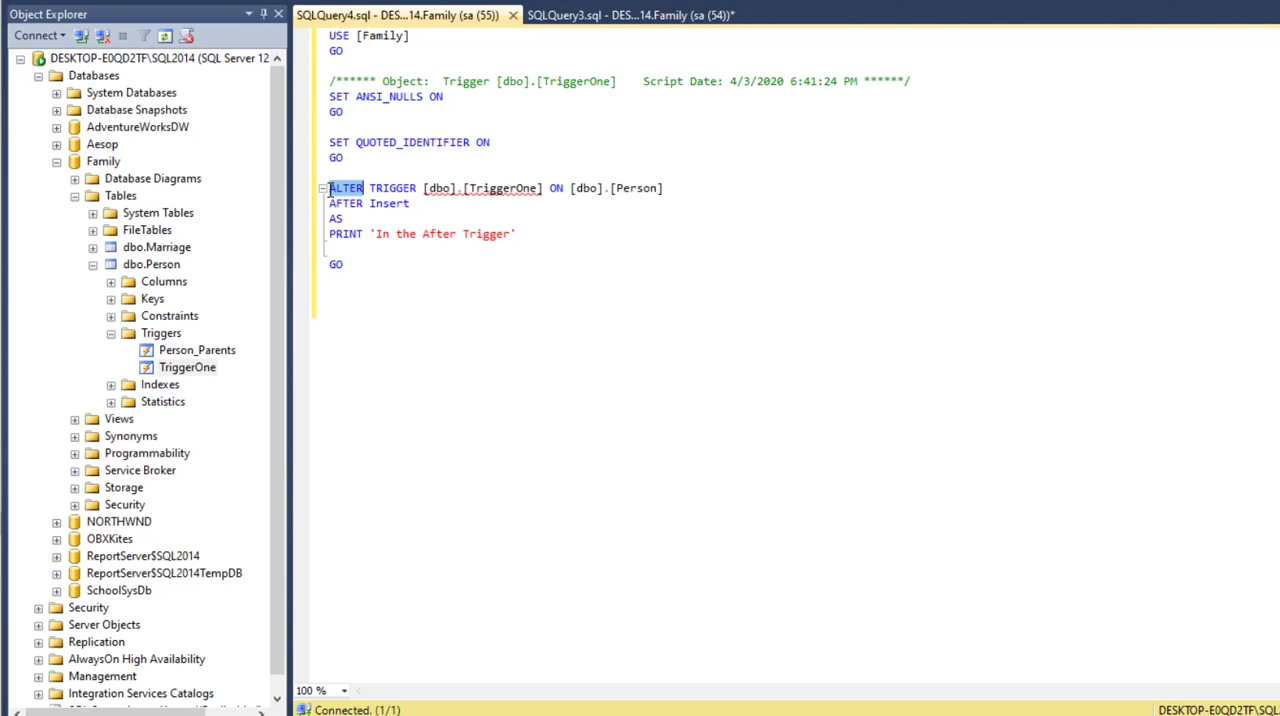 Object Explorer
Connect
DESKTOP-E0QD2TF\SQL2014 (SQL Server 12
Databases
System Databases
Database Snapshots
AdventureWorksDW
Aesop
Family
Database Diagrams
Tables
System Tables
FileTables
dbo.Marriage
dbo.Person
Columns
Keys
Constraints
Triggers
Person_Parents
TriggerOne
Indexes
Statistics
Views
Synonyms
Programmability
Service Broker
Storage
Security
NORTHWND
OBXKites
ReportServer$SQL2014
ReportServer$SQL2014TempDB
SchoolSysDb
Security
Server Objects
Replication
AlwaysOn High Availability
Management
Integration Services Catalogs
SQLQuery4.sql - DES...14.Family (sa (55))
SQLQuery3.sql - DES...14.Family (sa (54))*
USE [Family]
GO
/****** Object:  Trigger [dbo].[TriggerOne]    Script Date: 4/3/2020 6:41:24 PM ******/
SET ANSI_NULLS ON
GO
SET QUOTED_IDENTIFIER ON
GO
ALTER TRIGGER [dbo].[TriggerOne] ON [dbo].[Person]
AFTER Insert
AS
PRINT 'In the After Trigger'
GO
100 %
Connected. (1/1)
DESKTOP-E0QD2TF\SQL